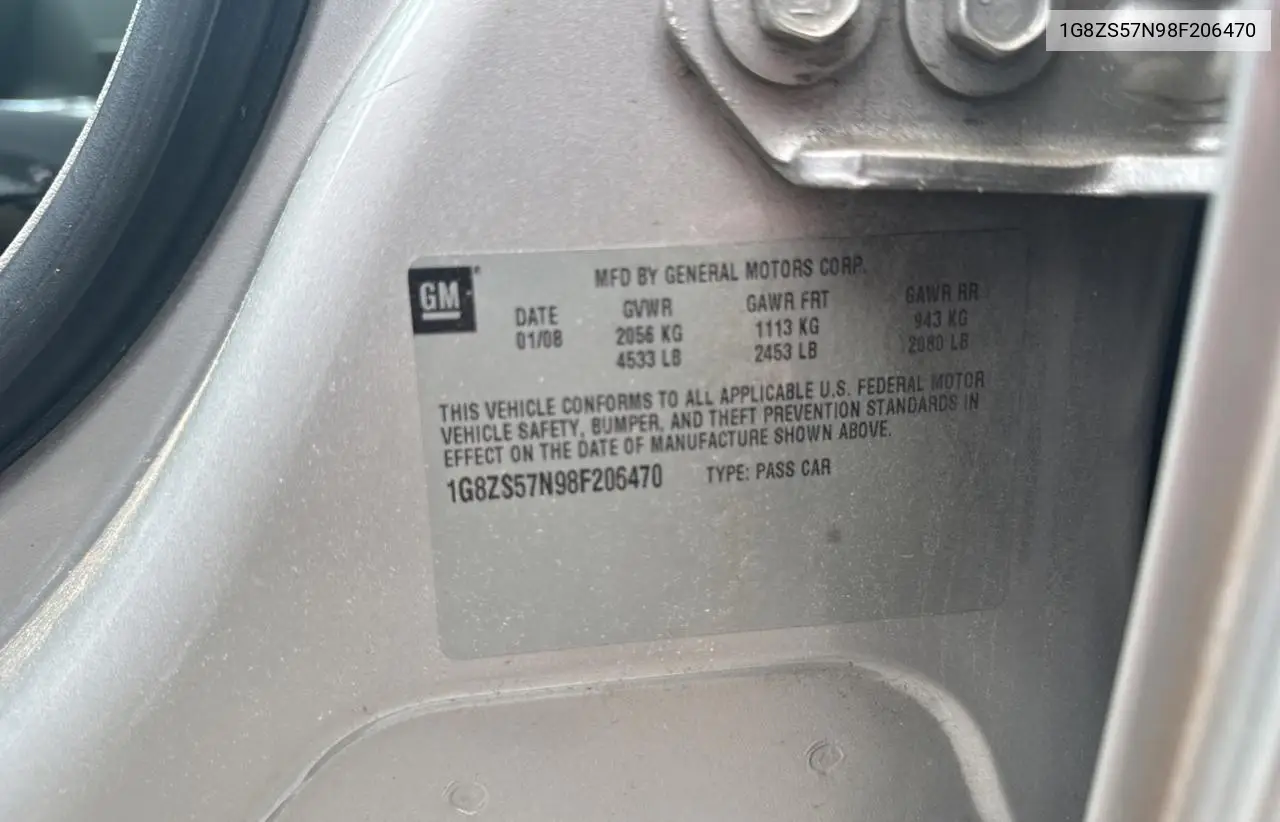 1G8ZS57N98F206470
GM
MFD BY GENERAL MOTORS CORP.
DATE GVWR GAWR FRT GAWR RR
01/08 2056 KG 1113 KG 943 KG
4533 LB 2453 LB 2080 LB
THIS VEHICLE CONFORMS TO ALL APPLICABLE U.S. FEDERAL MOTOR
VEHICLE SAFETY, BUMPER, AND THEFT PREVENTION STANDARDS IN
EFFECT ON THE DATE OF MANUFACTURE SHOWN ABOVE.
1G8ZS57N98F206470 TYPE: PASS CAR